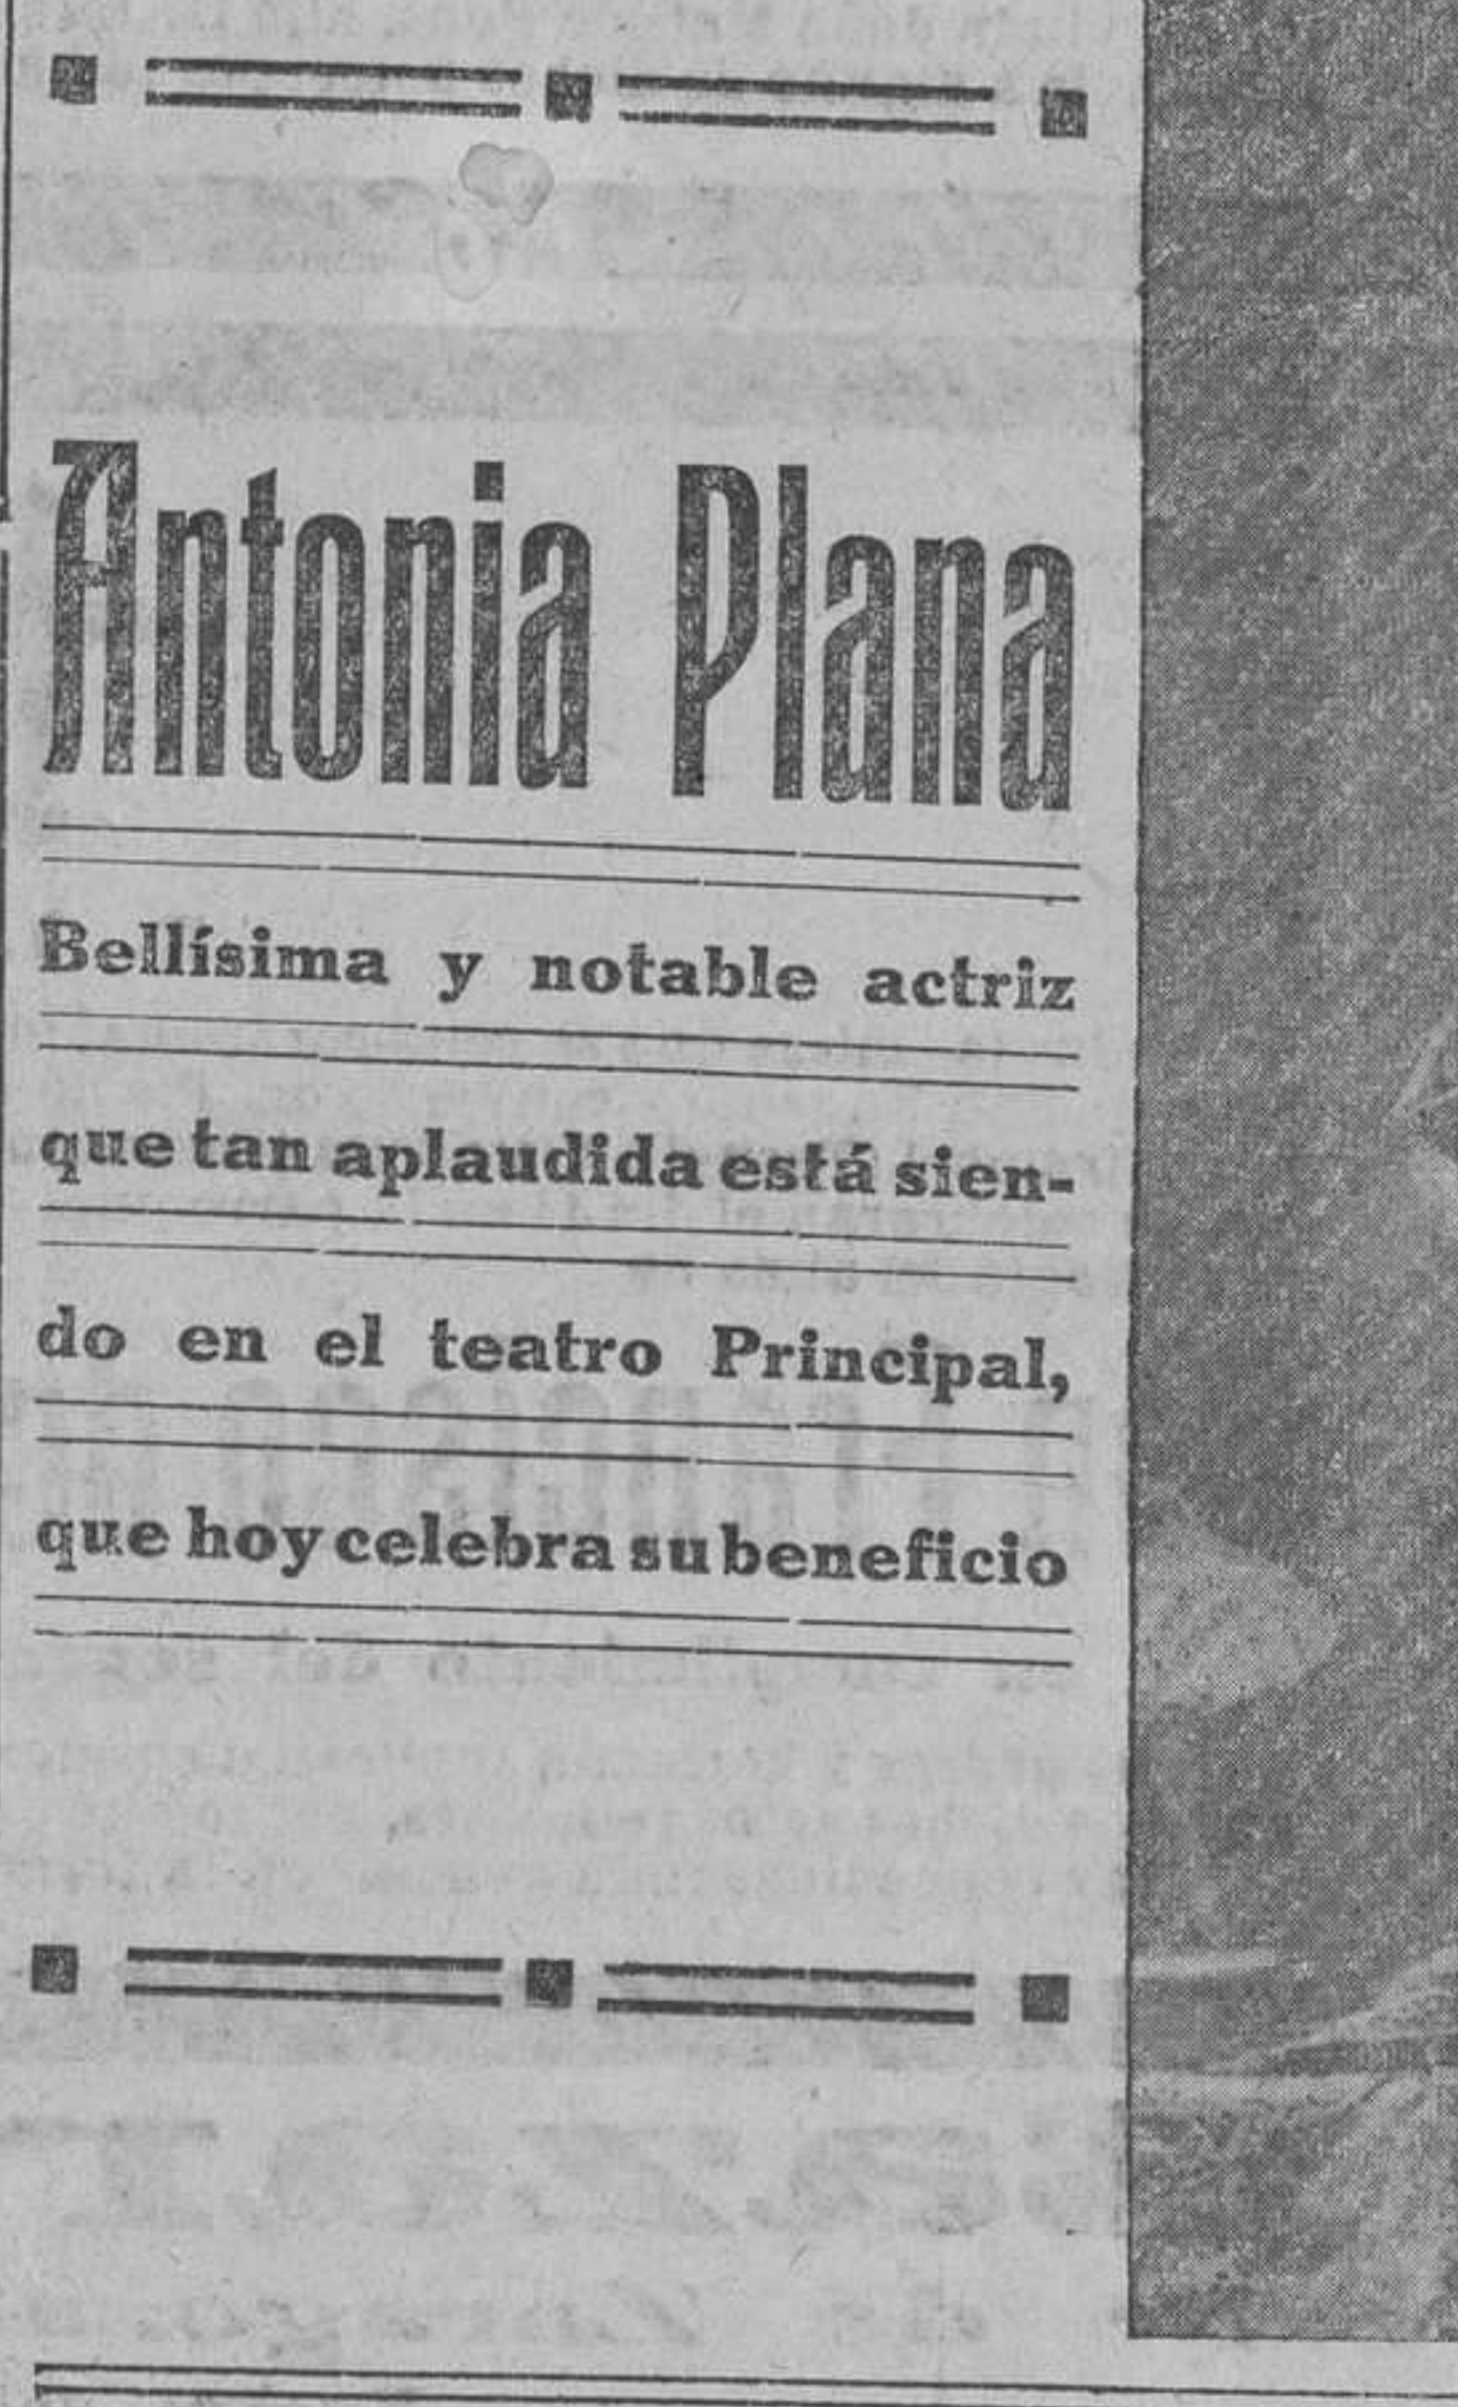 Antonia Plana
Bellísima y notable actriz
que tan aplaudida está sien-
do en el teatro Principal,
que hoy celebra su beneficio